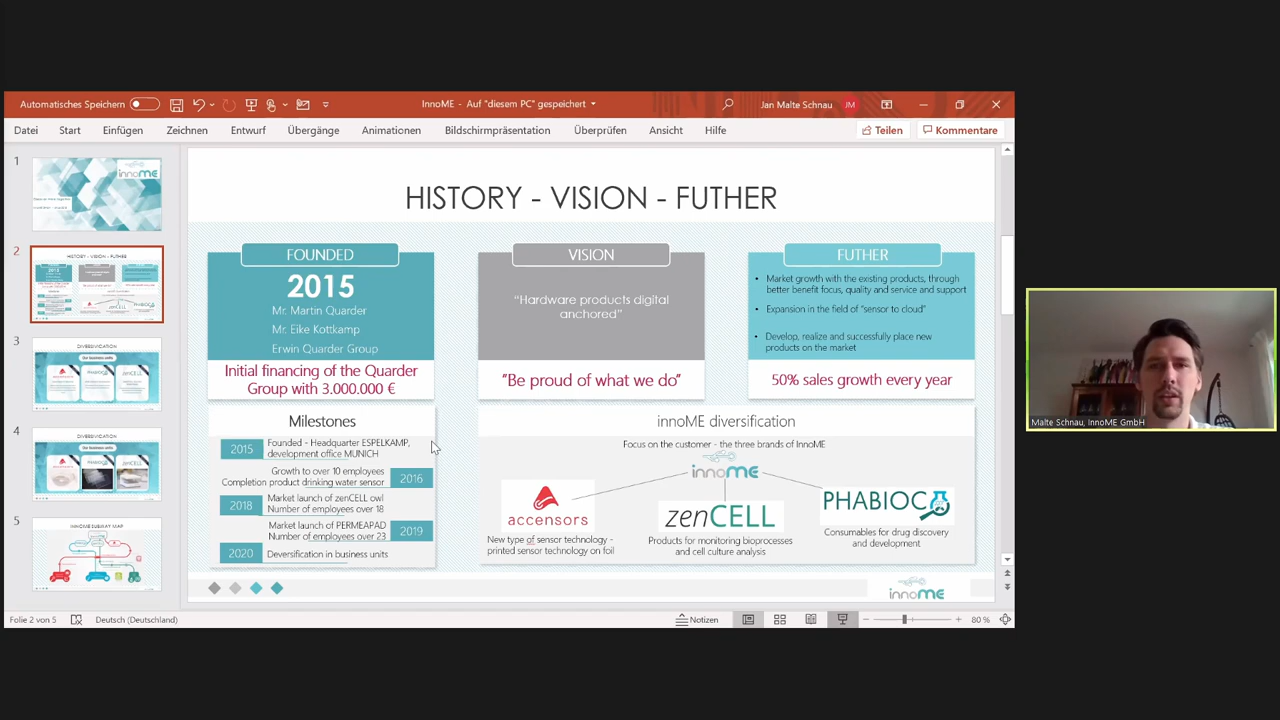 Automatisches Speichern
InnoME - Auf "diesem PC" gespeichert
Jan Malte Schnau
JM
Datei
Start
Einfügen
Zeichnen
Entwurf
Übergänge
Animationen
Bildschirmpräsentation
Überprüfen
Ansicht
Hilfe
Teilen
Kommentare
1
innoME
2
3
4
5
HISTORY - VISION - FUTHER
FOUNDED
2015
Mr. Martin Quarder
Mr. Eike Kottkamp
Erwin Quarder Group
Initial financing of the Quarder
Group with 3.000.000 €
VISION
"Hardware products digital
anchored"
"Be proud of what we do"
FUTHER
• Market growth with the existing products, through
better benefit focus, quality and service and support
• Expansion in the field of "sensor to cloud"
• Develop, realize and successfully place new
products on the market
50% sales growth every year
Milestones
2015
Founded - Headquarter ESPELKAMP,
development office MUNICH
Growth to over 10 employees
Completion product drinking water sensor
2016
2018
Market launch of zenCELL owl
Number of employees over 18
Market launch of PERMEAPAD
Number of employees over 23
2019
2020
Diversification in business units
innoME diversification
Focus on the customer - the three brands of InnoME
innoME
accensors
New type of sensor technology -
printed sensor technology on foil
zenCELL
Products for monitoring bioprocesses
and cell culture analysis
PHABIOC
Consumables for drug discovery
and development
innoME
Malte Schnau, InnoME GmbH
Folie 2 von 5
Deutsch (Deutschland)
Notizen
80 %